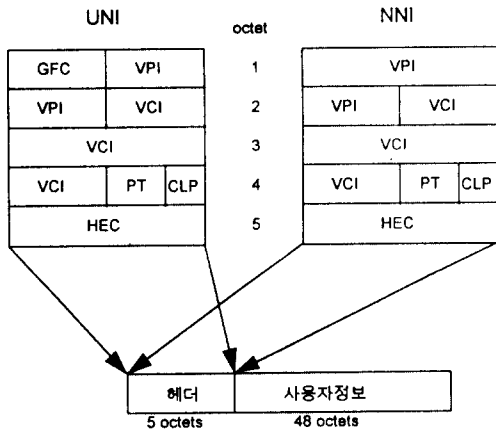 UNI octet NNI
GFC VPI 1 VPI
VPI VCI 2 VPI VCI
VCI 3 VCI
VCI PT CLP 4 VCI PT CLP
HEC 5 HEC
헤더 사용자정보
5 octets 48 octets